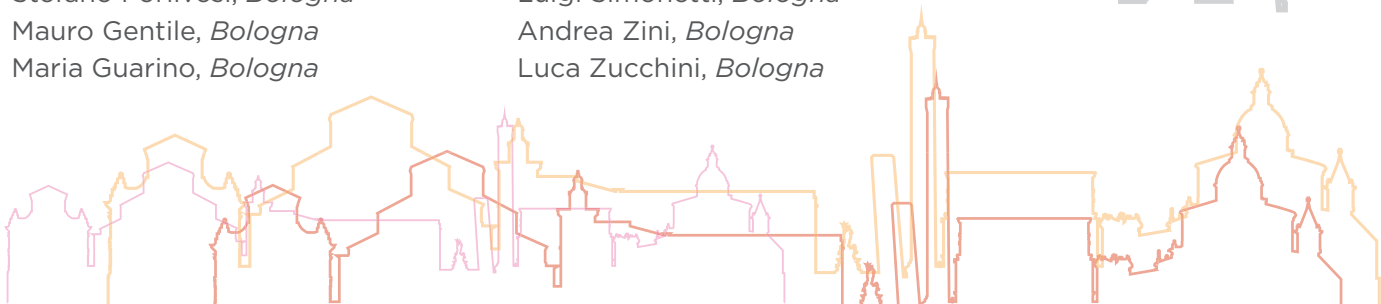 Mauro Gentile, Bologna
Maria Guarino, Bologna
Andrea Zini, Bologna
Luca Zucchini, Bologna